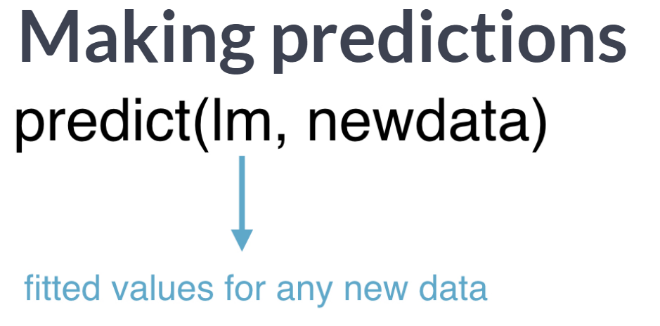 Making predictions
predict(lm, newdata)
fitted values for any new data